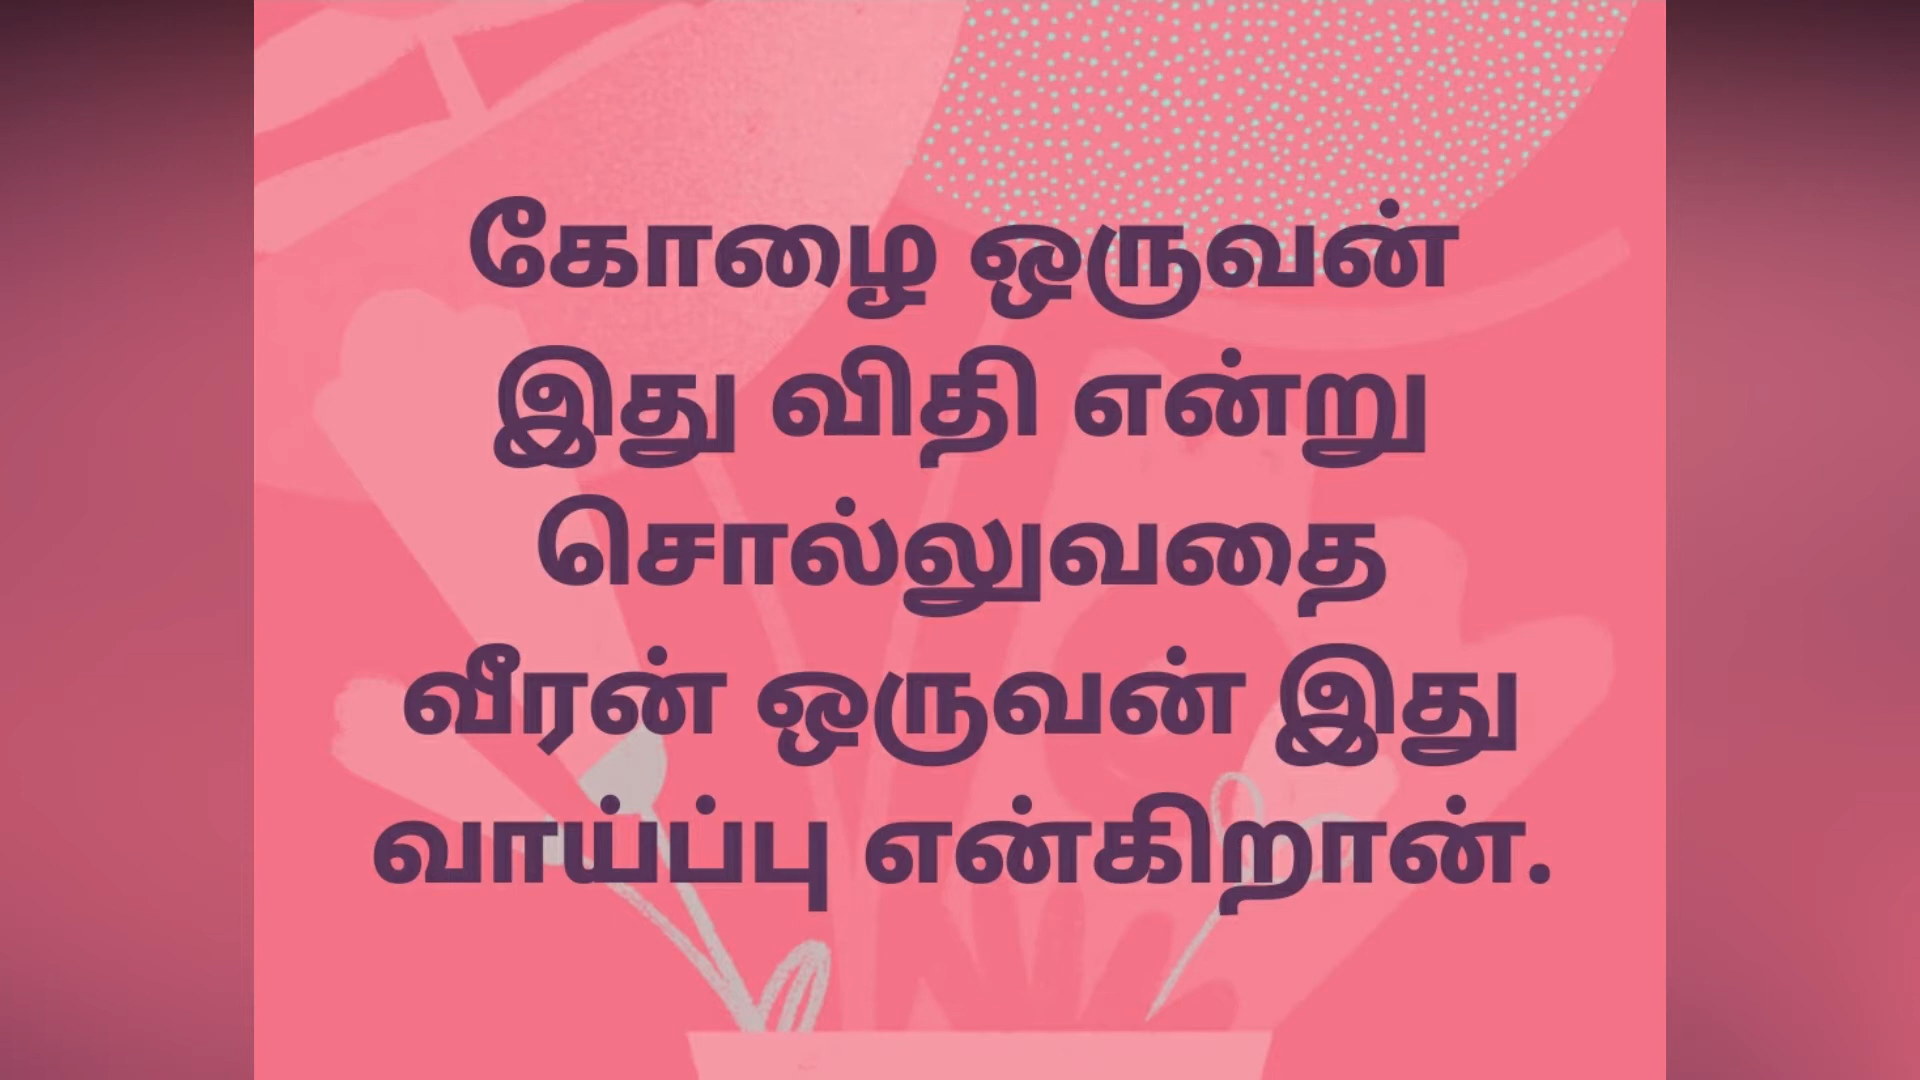 கோழை ஒருவன்
இது விதி என்று
சொல்லுவதை
வீரன் ஒருவன் இது
வாய்ப்பு என்கிறான்.